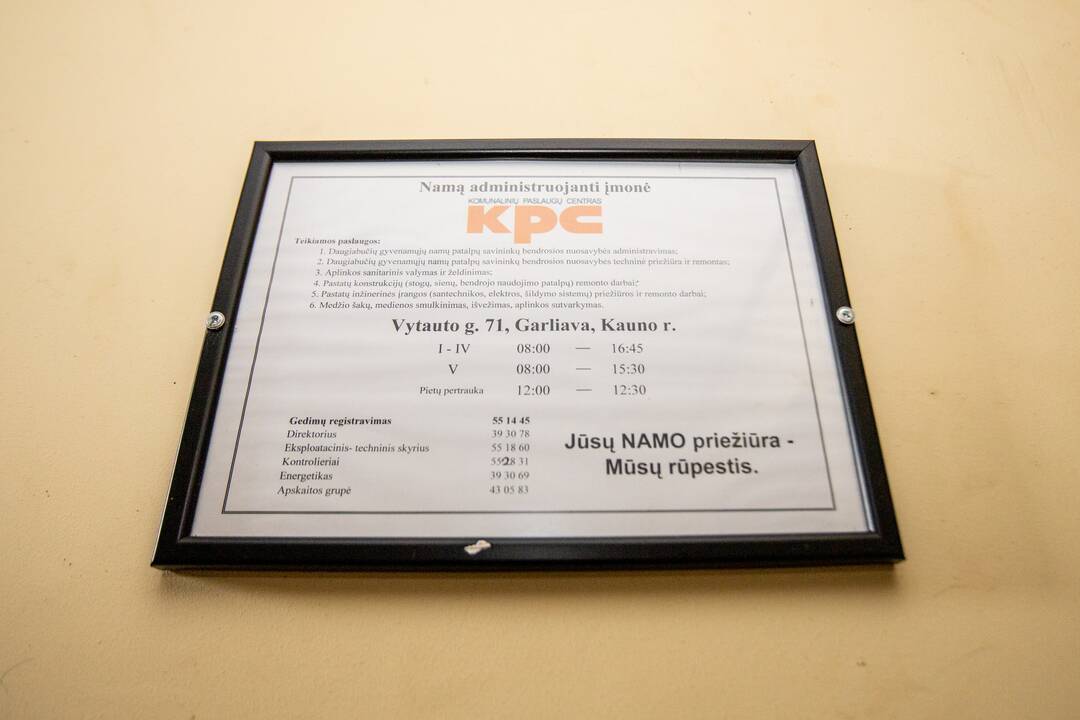 Namą administruojanti įmonė
KOMUNALINIŲ PASLAUGŲ CENTRAS
KPC
Teikiamos paslaugos:
1. Daugiabučių gyvenamųjų namų patalpų savininkų bendrosios nuosavybės administravimas;
2. Daugiabučių gyvenamųjų namų patalpų savininkų bendrosios nuosavybės techninė priežiūra ir remontas;
3. Aplinkos sanitarinis valymas ir želdinimas;
4. Pastatų konstrukcijų (stogų, sienų, bendrojo naudojimo patalpų) remonto darbai;
5. Pastatų inžinerinės įrangos (santechnikos, elektros, šildymo sistemų) priežiūros ir remonto darbai;
6. Medžio šakų, medienos smulkinimas, išvežimas, aplinkos sutvarkymas.
Vytauto g. 71, Garliava, Kauno r.
I - IV 08:00 — 16:45
V 08:00 — 15:30
Pietų pertrauka 12:00 — 12:30
Gedimų registravimas 55 14 45
Direktorius 39 30 78
Eksploatacinis- techninis skyrius 55 18 60
Kontrolieriai 55 28 31
Energetikas 39 30 69
Apskaitos grupė 43 05 83
Jūsų NAMO priežiūra -
Mūsų rūpestis.